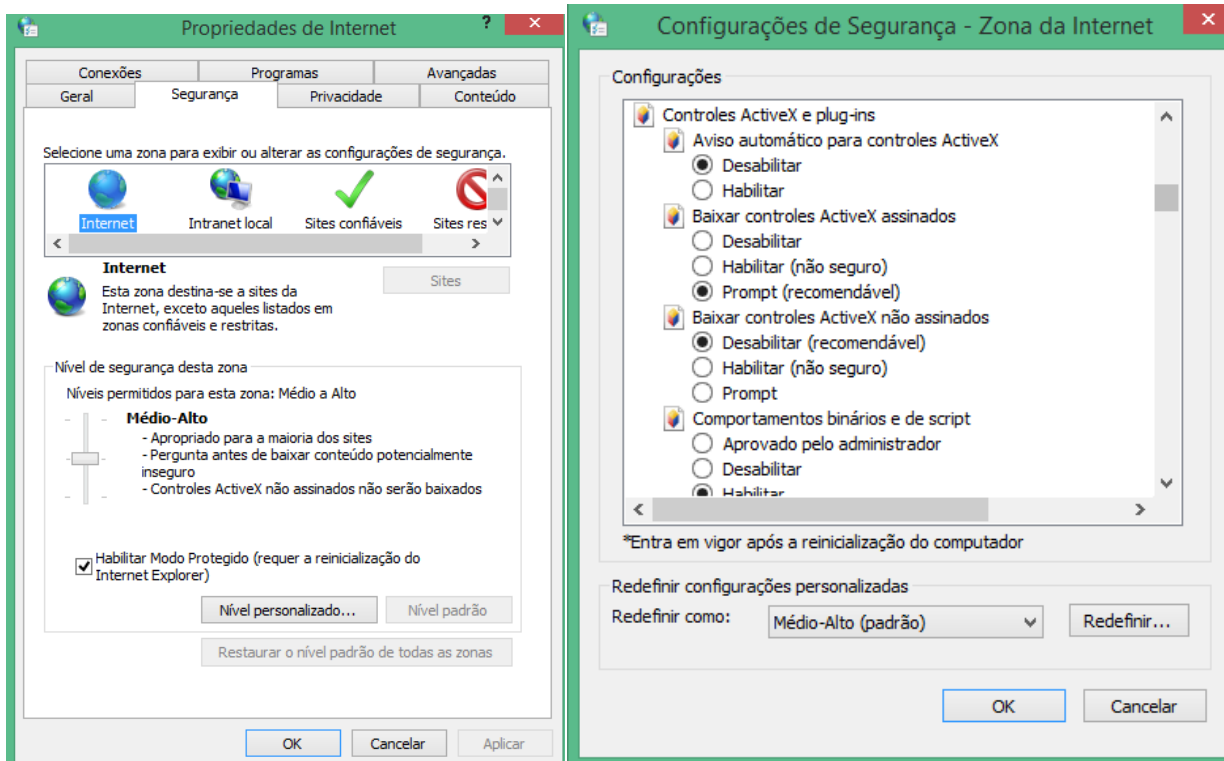 Propriedades de Internet
?
Conexões
Programas
Avançadas
Geral
Segurança
Privacidade
Conteúdo
Selecione uma zona para exibir ou alterar as configurações de segurança.
Internet
Intranet local
Sites confiáveis
Sites res
Internet
Esta zona destina-se a sites da
Internet, exceto aqueles listados em
zonas confiáveis e restritas.
Sites
Nível de segurança desta zona
Níveis permitidos para esta zona: Médio a Alto
Médio-Alto
- Apropriado para a maioria dos sites
- Pergunta antes de baixar conteúdo potencialmente
inseguro
- Controles ActiveX não assinados não serão baixados
Habilitar Modo Protegido (requer a reinicialização do
Internet Explorer)
Nível personalizado...
Nível padrão
Restaurar o nível padrão de todas as zonas
OK
Cancelar
Aplicar
Configurações de Segurança - Zona da Internet
Configurações
Controles ActiveX e plug-ins
Aviso automático para controles ActiveX
Desabilitar
Habilitar
Baixar controles ActiveX assinados
Desabilitar
Habilitar (não seguro)
Prompt (recomendável)
Baixar controles ActiveX não assinados
Desabilitar (recomendável)
Habilitar (não seguro)
Prompt
Comportamentos binários e de script
Aprovado pelo administrador
Desabilitar
Habilitar
*Entra em vigor após a reinicialização do computador
Redefinir configurações personalizadas
Redefinir como:
Médio-Alto (padrão)
Redefinir...
OK
Cancelar